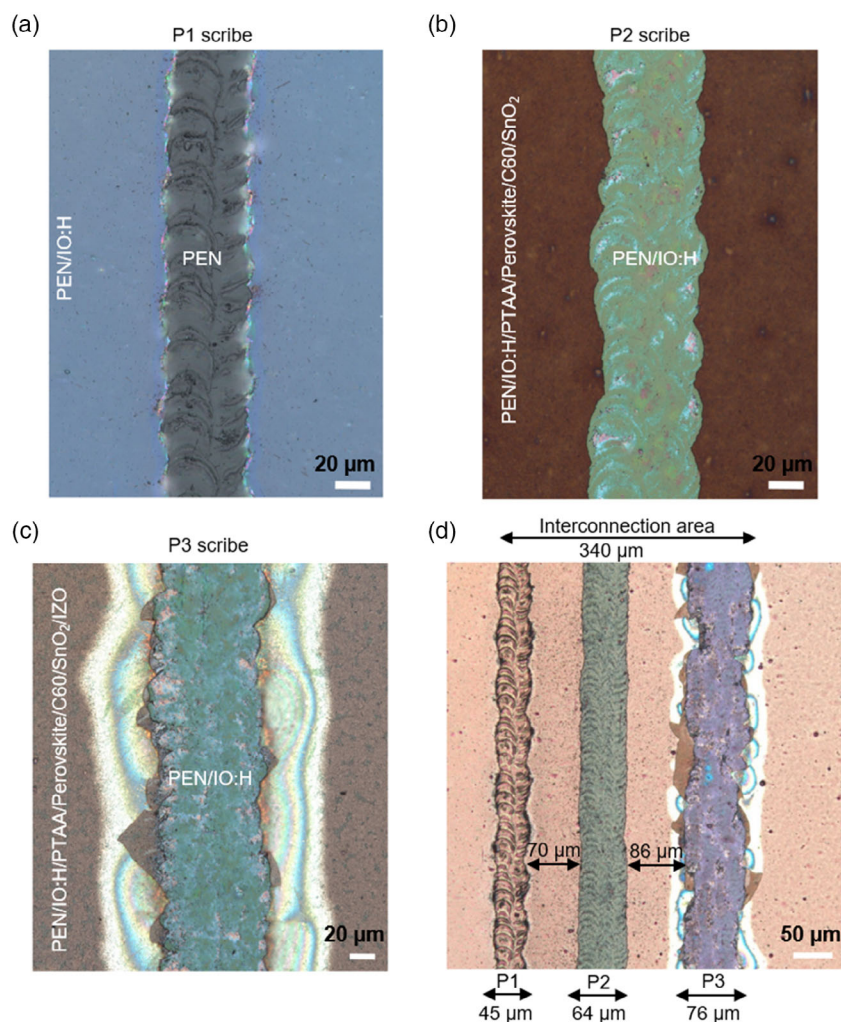 (a)
P1 scribe
PEN/IO:H
PEN
20 µm
(b)
P2 scribe
PEN/IO:H/PTAA/Perovskite/C60/SnO₂
PEN/IO:H
20 µm
(c)
P3 scribe
PEN/IO:H/PTAA/Perovskite/C60/SnO₂/IZO
PEN/IO:H
20 µm
(d)
Interconnection area
340 µm
70 µm
86 µm
50 µm
P1
P2
P3
45 µm
64 µm
76 µm